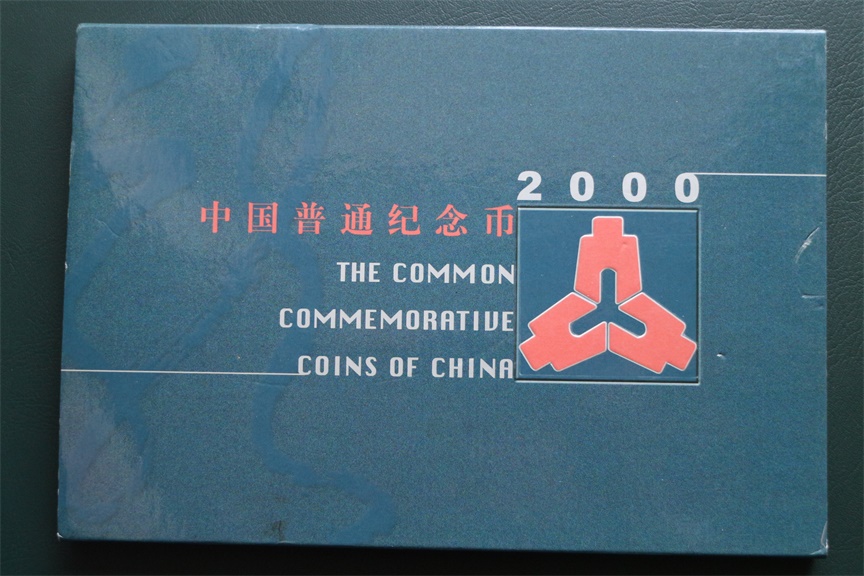 2000
中国普通纪念币
THE COMMON
COMMEMORATIVE
COINS OF CHINA